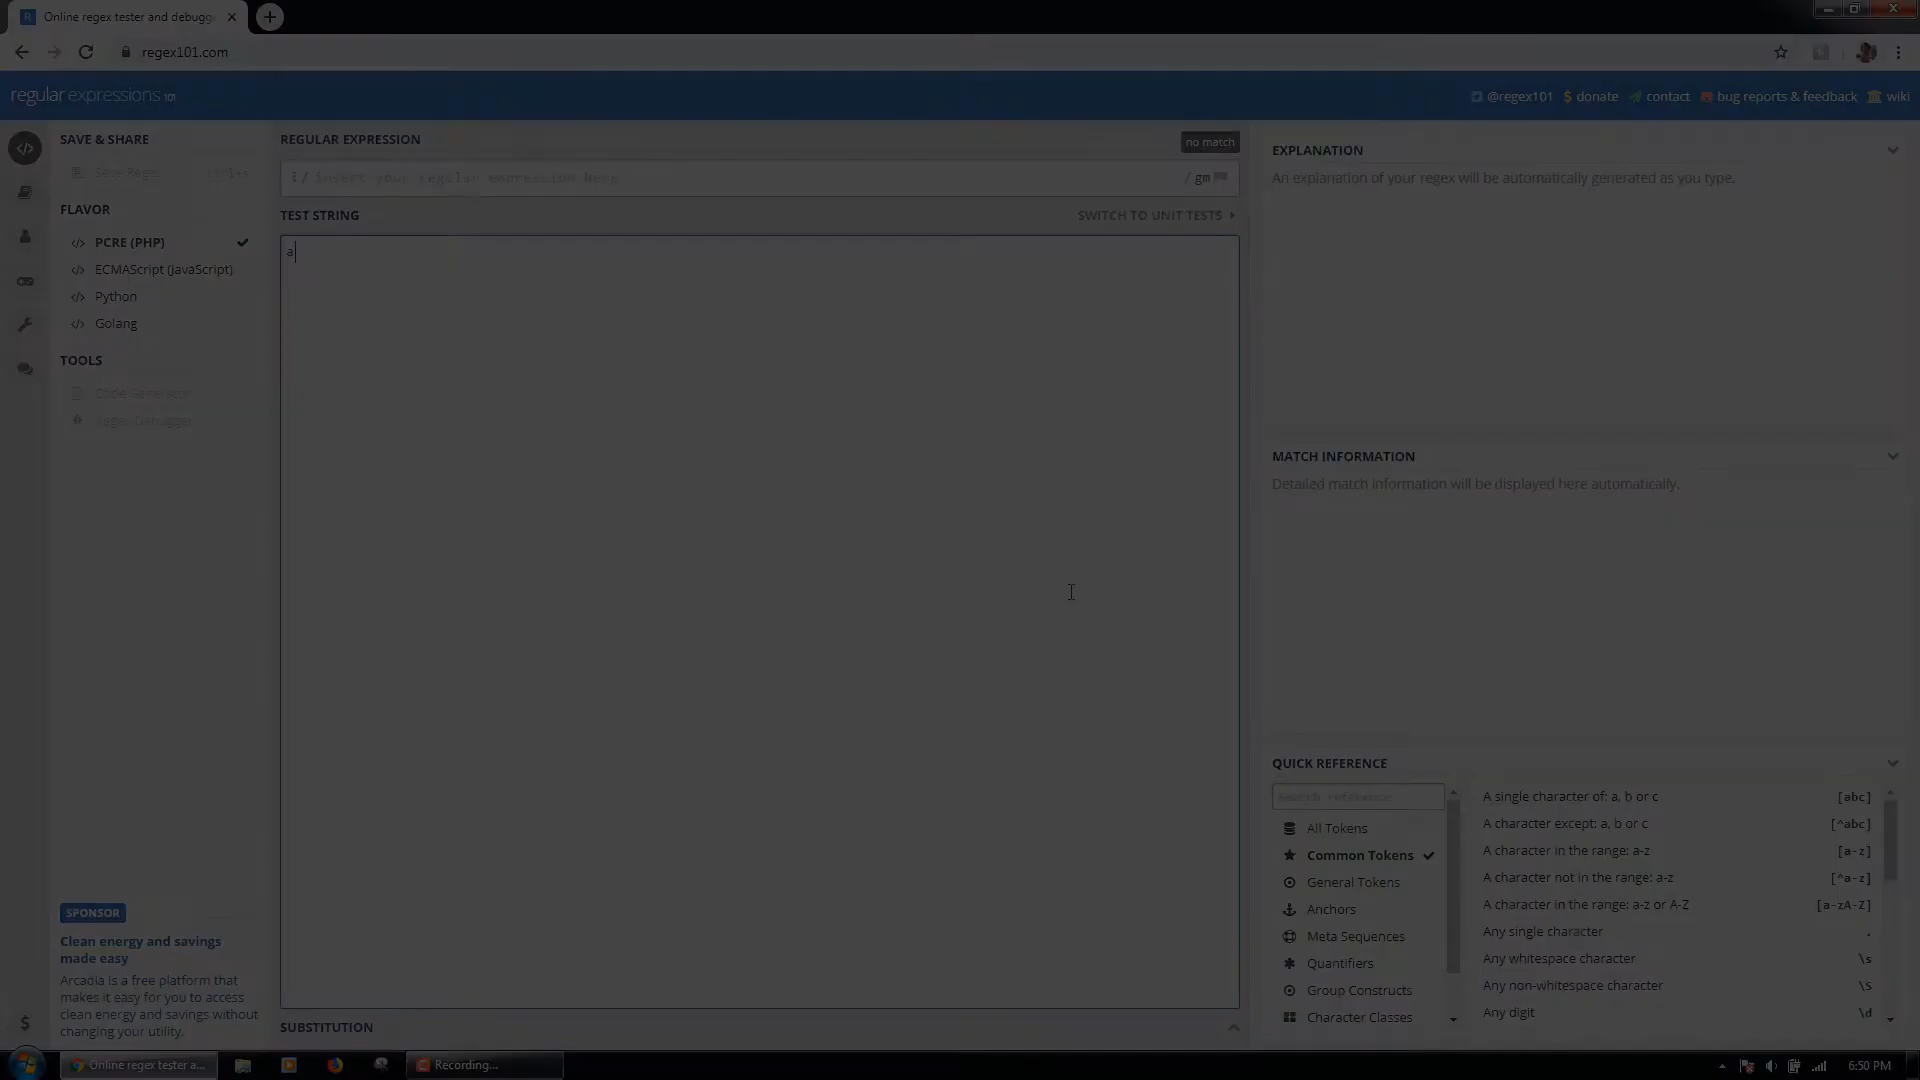 Online regex tester and debugge
regex101.com
regular expressions 101
@regex101
donate
contact
bug reports & feedback
wiki
SAVE & SHARE
Save Regex
ctrl+s
FLAVOR
PCRE (PHP)
ECMAScript (JavaScript)
Python
Golang
TOOLS
Code Generator
Regex Debugger
SPONSOR
Clean energy and savings
made easy
Arcadia is a free platform that
makes it easy for you to access
clean energy and savings without
changing your utility.
REGULAR EXPRESSION
no match
/ insert your regular expression here
/ gm
TEST STRING
SWITCH TO UNIT TESTS
a
SUBSTITUTION
EXPLANATION
An explanation of your regex will be automatically generated as you type.
MATCH INFORMATION
Detailed match information will be displayed here automatically.
QUICK REFERENCE
Search reference
All Tokens
Common Tokens
General Tokens
Anchors
Meta Sequences
Quantifiers
Group Constructs
Character Classes
A single character of: a, b or c [abc]
A character except: a, b or c [^abc]
A character in the range: a-z [a-z]
A character not in the range: a-z [^a-z]
A character in the range: a-z or A-Z [a-zA-Z]
Any single character .
Any whitespace character \s
Any non-whitespace character \S
Any digit \d
Online regex tester a...
Recording...
6:50 PM